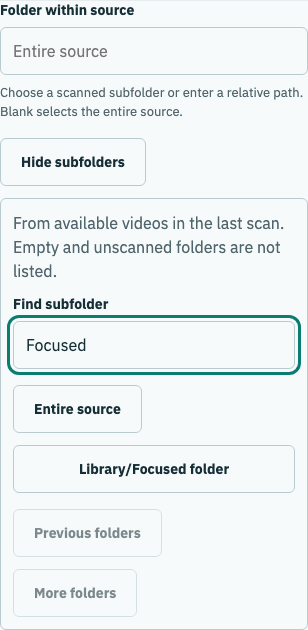 Folder within source
Entire source
Choose a scanned subfolder or enter a relative path.
Blank selects the entire source.
Hide subfolders
From available videos in the last scan.
Empty and unscanned folders are not
listed.
Find subfolder
Focused
Entire source
Library/Focused folder
Previous folders
More folders